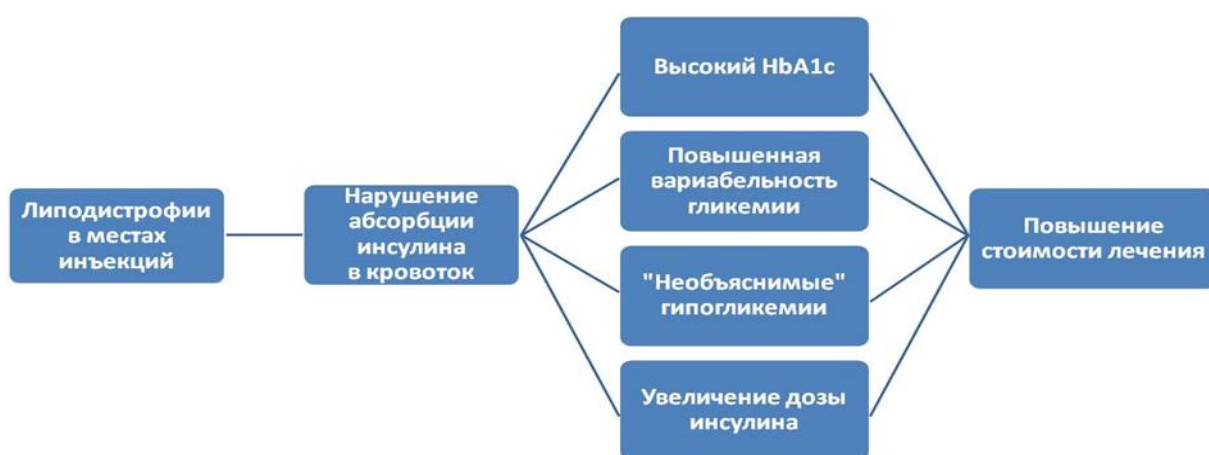 Липодистрофии
в местах
инъекций
Нарушение
абсорбции
инсулина
в кровоток
Высокий HbA1c
Повышенная
вариабельность
гликемии
"Необъяснимые"
гипогликемии
Увеличение дозы
инсулина
Повышение
стоимости лечения